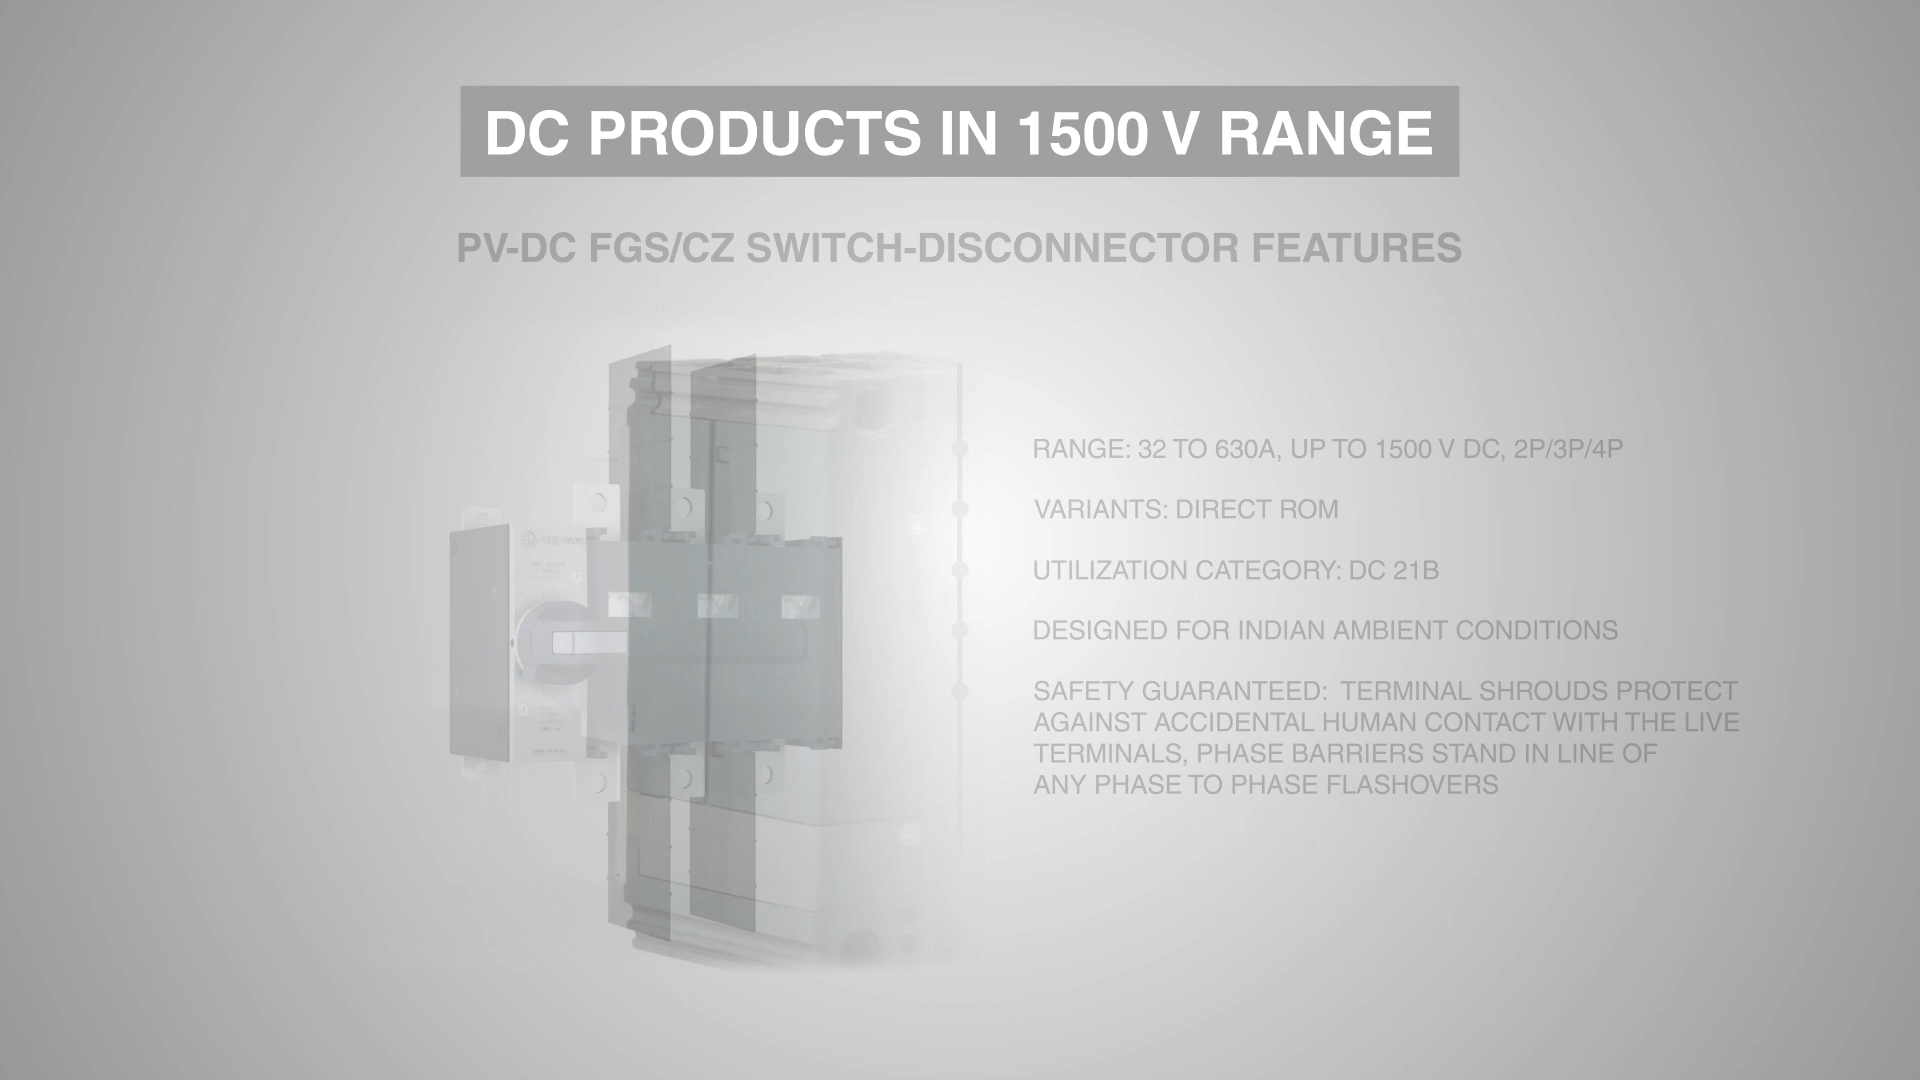 DC PRODUCTS IN 1500 V RANGE
PV-DC FGS/CZ SWITCH-DISCONNECTOR FEATURES
RANGE: 32 TO 630A, UP TO 1500 V DC, 2P/3P/4P
VARIANTS: DIRECT ROM
UTILIZATION CATEGORY: DC 21B
DESIGNED FOR INDIAN AMBIENT CONDITIONS
SAFETY GUARANTEED: TERMINAL SHROUDS PROTECT
AGAINST ACCIDENTAL HUMAN CONTACT WITH THE LIVE
TERMINALS, PHASE BARRIERS STAND IN LINE OF
ANY PHASE TO PHASE FLASHOVERS